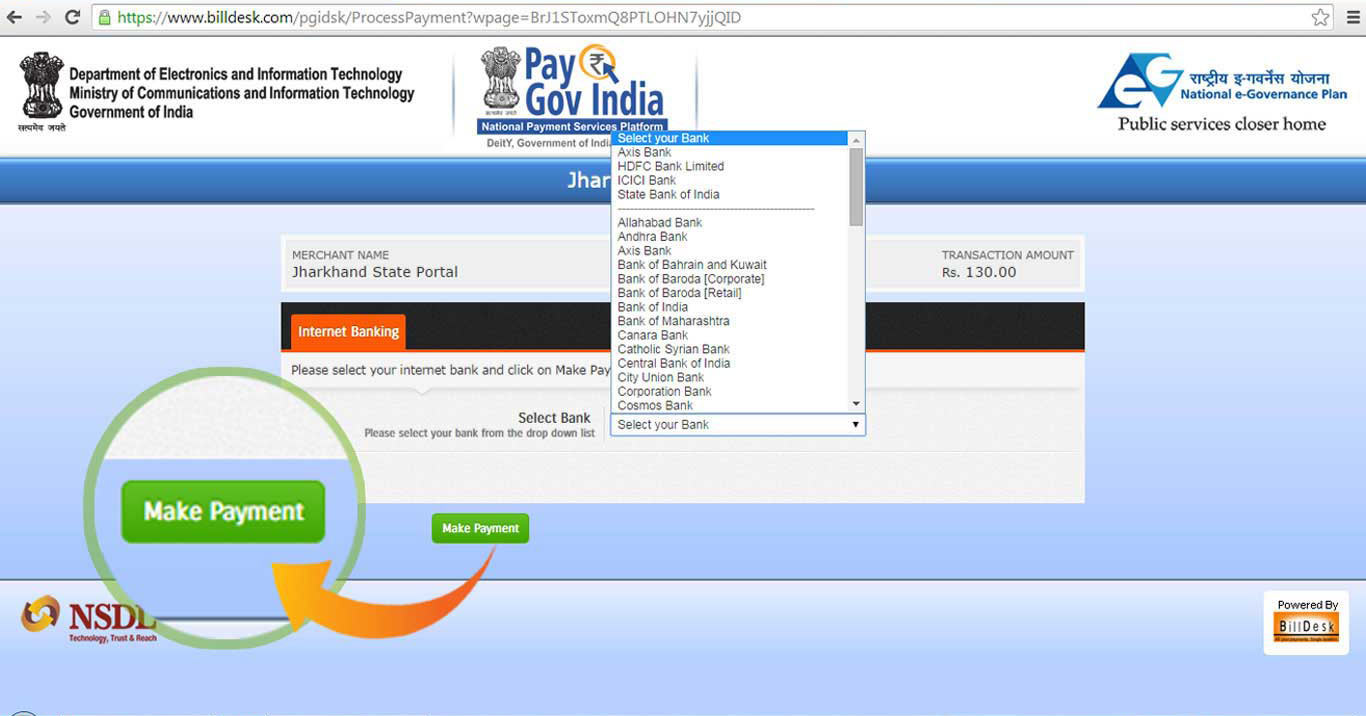 https://www.billdesk.com/pgidsk/ProcessPayment?wpage=BrJ1SToxmQ8PTLOHN7yjjQID
Department of Electronics and Information Technology
Ministry of Communications and Information Technology
Government of India
सत्यमेव जयते
Pay
Gov India
National Payment Services Platform
DeitY, Government of Indi
राष्ट्रीय इ-गवर्नेंस योजना
National e-Governance Plan
Public services closer home
Jhar
MERCHANT NAME
Jharkhand State Portal
TRANSACTION AMOUNT
Rs. 130.00
Internet Banking
Please select your internet bank and click on Make Pay
Select your Bank
Axis Bank
HDFC Bank Limited
ICICI Bank
State Bank of India
Allahabad Bank
Andhra Bank
Axis Bank
Bank of Bahrain and Kuwait
Bank of Baroda [Corporate]
Bank of Baroda [Retail]
Bank of India
Bank of Maharashtra
Canara Bank
Catholic Syrian Bank
Central Bank of India
City Union Bank
Corporation Bank
Cosmos Bank
Select Bank
Please select your bank from the drop down list
Select your Bank
Make Payment
Make Payment
NSDL
Technology, Trust & Reach
Powered By
BillDesk